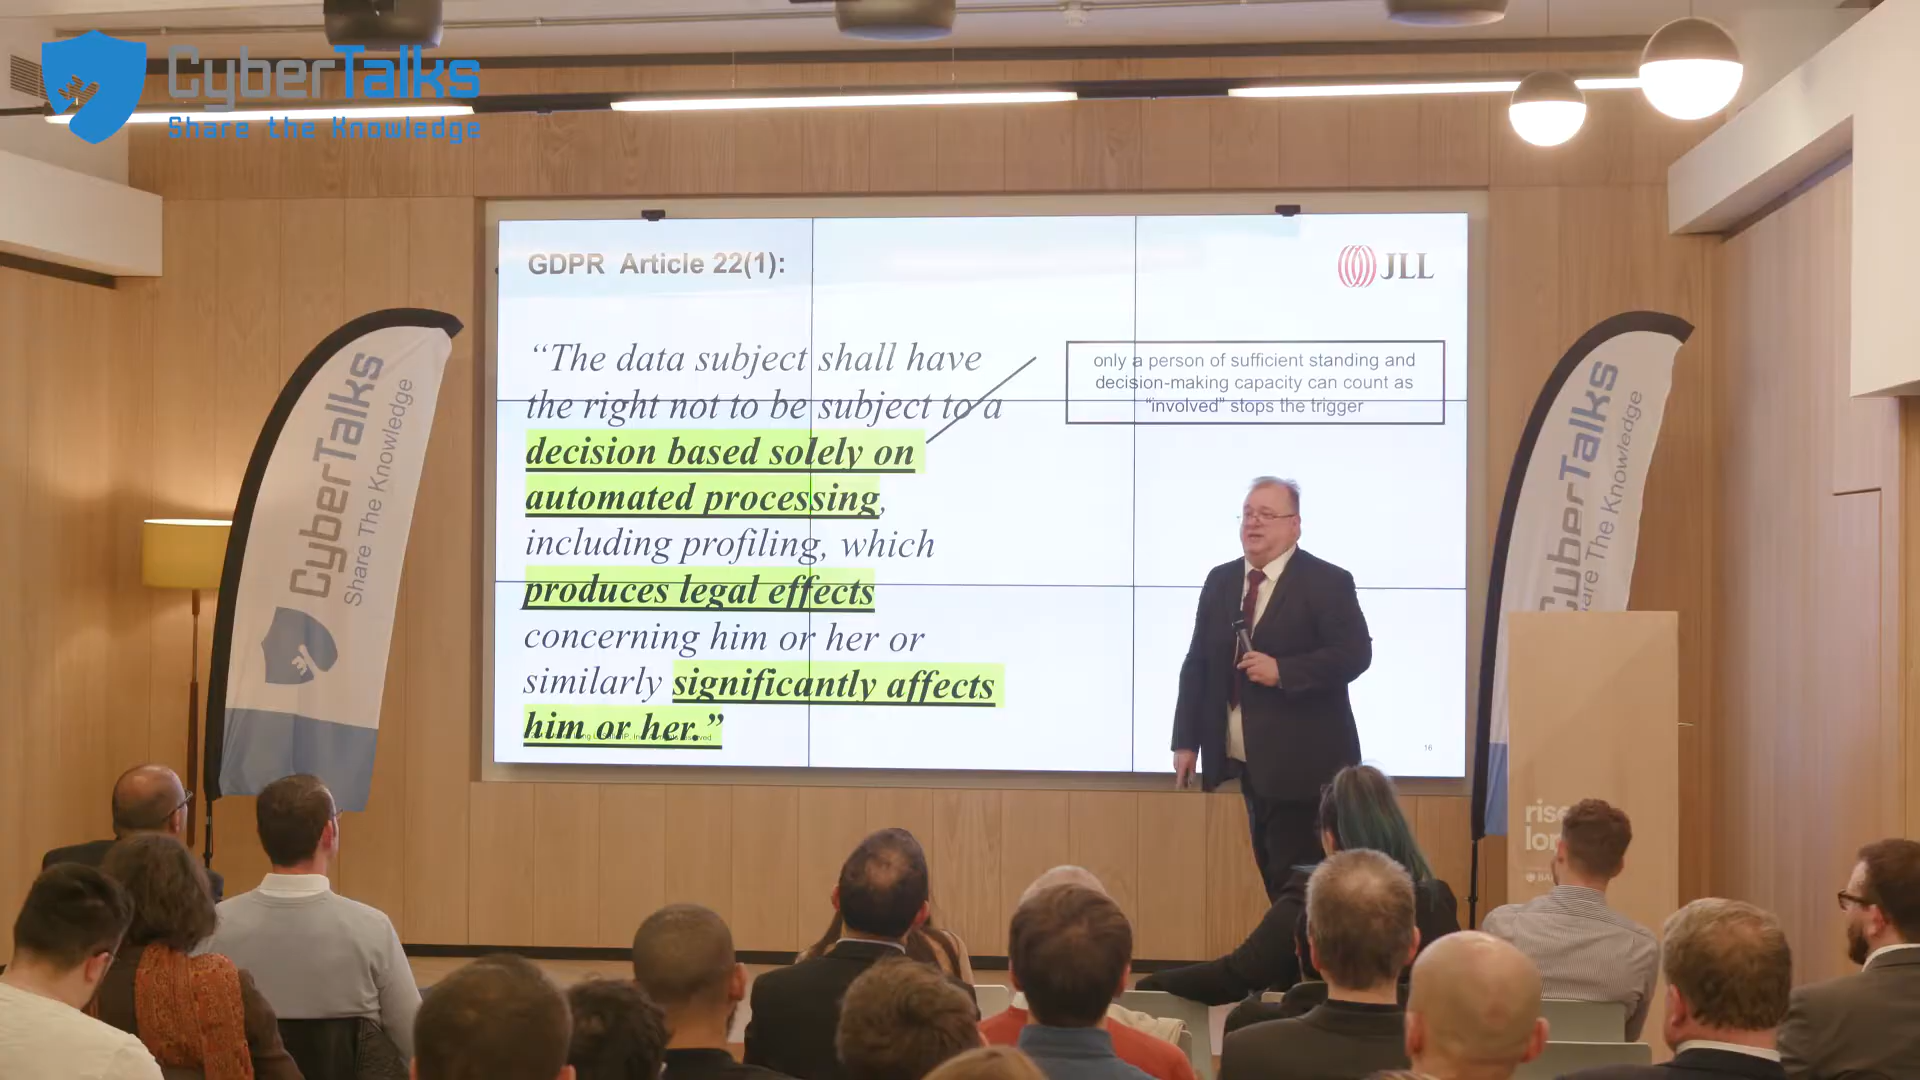 CyberTalks
Share the Knowledge
GDPR Article 22(1):
JLL
“The data subject shall have
the right not to be subject to a
decision based solely on
automated processing,
including profiling, which
produces legal effects
concerning him or her or
similarly significantly affects
him or her.”
only a person of sufficient standing and
decision-making capacity can count as
“involved” stops the trigger
16
CyberTalks
Share The Knowledge
CyberTalks
Share The Knowledge
rise